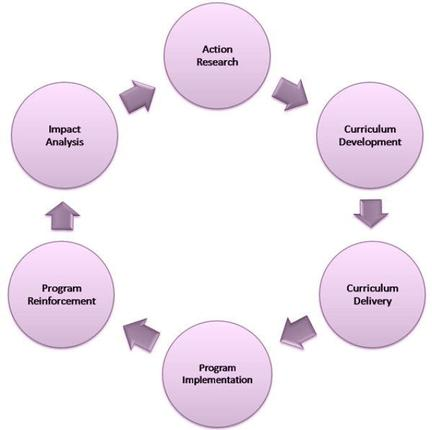 Action
Research
Curriculum
Development
Curriculum
Delivery
Program
Implementation
Program
Reinforcement
Impact
Analysis